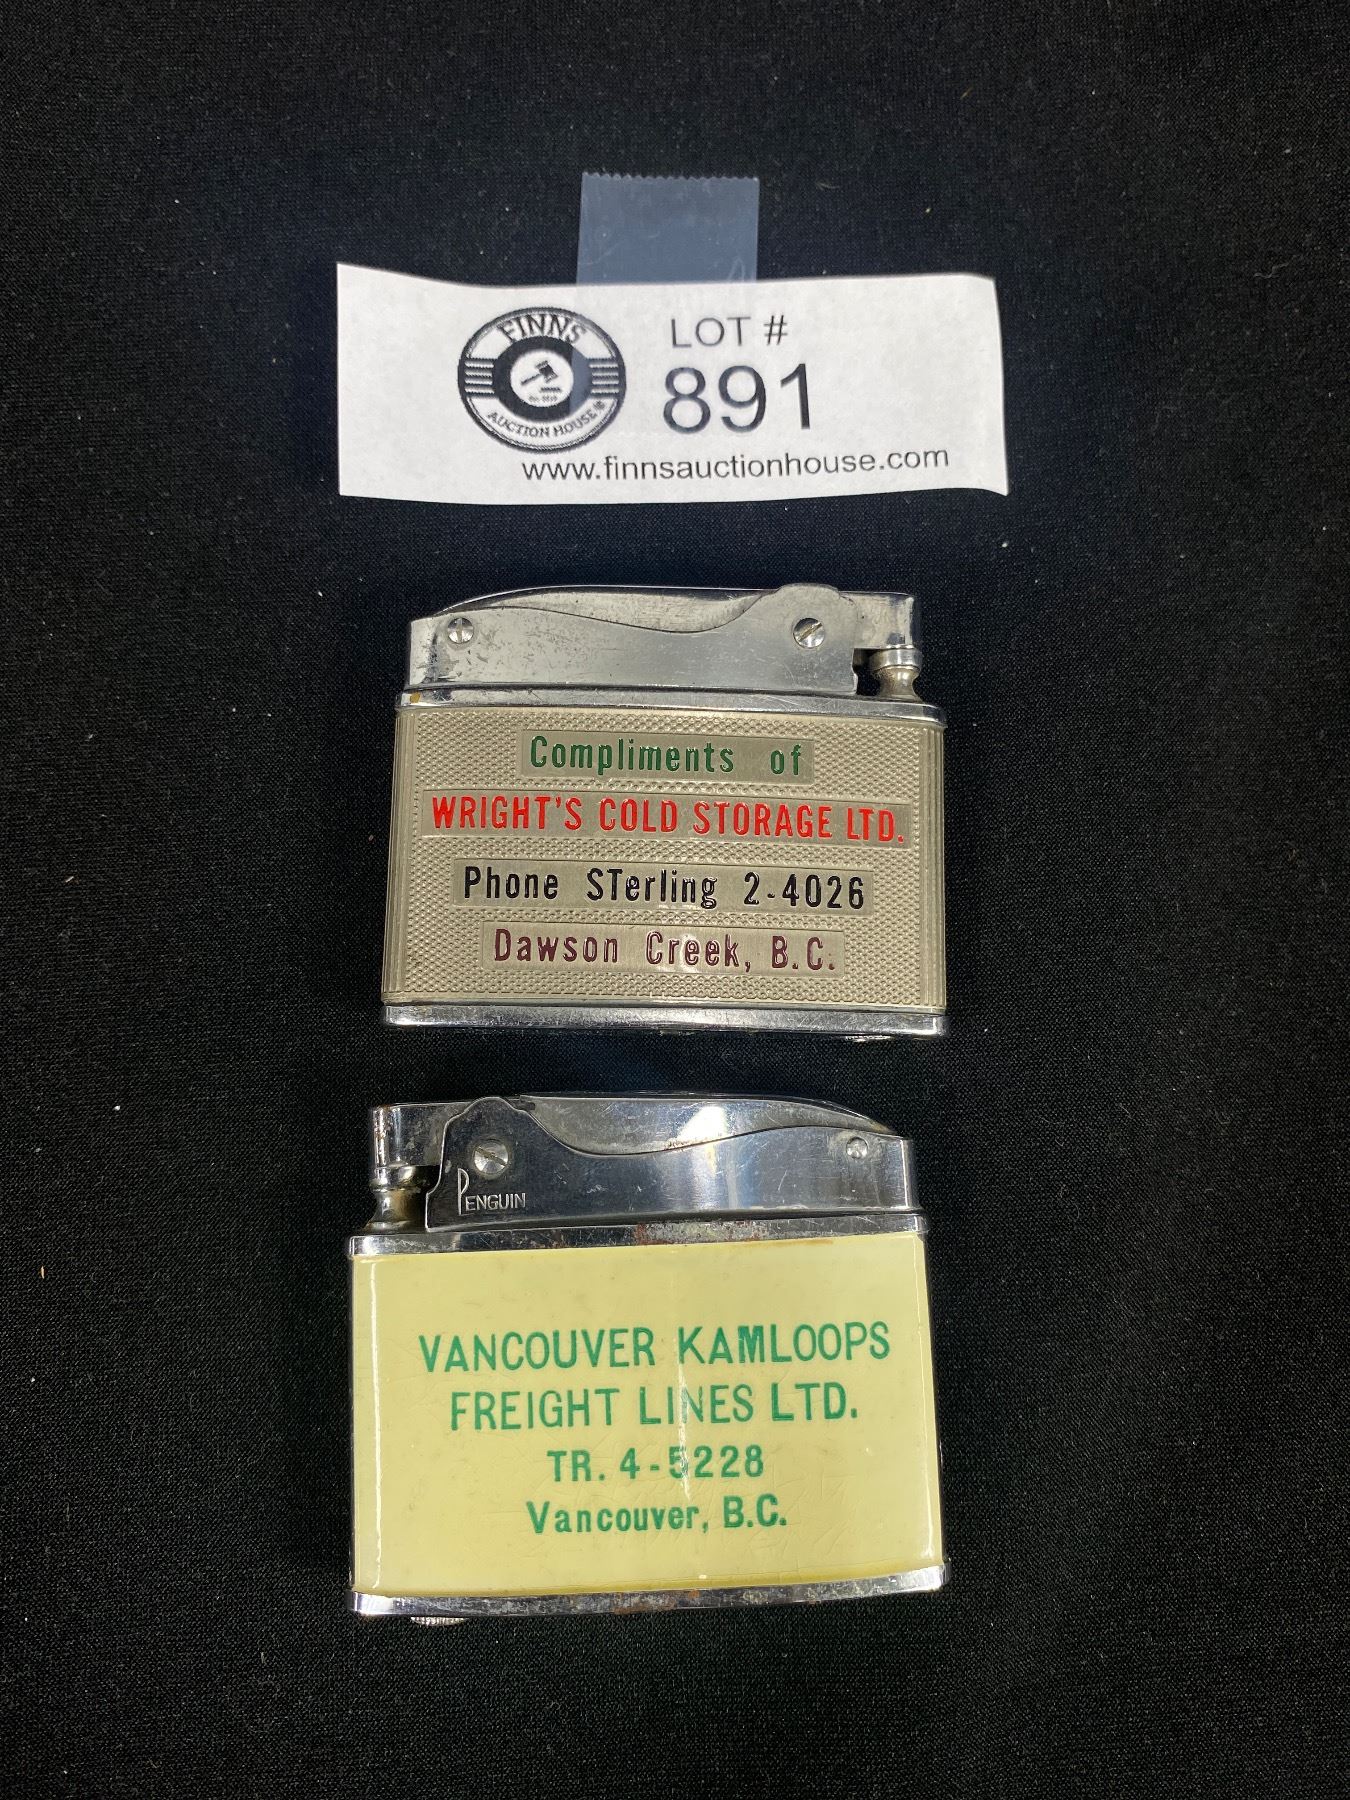 FINNS
AUCTION HOUSE
LOT #
891
www.finnsauctionhouse.com
Compliments of
WRIGHT'S COLD STORAGE LTD.
Phone STerling 2-4026
Dawson Creek, B.C.
PENGUIN
VANCOUVER KAMLOOPS
FREIGHT LINES LTD.
TR. 4-5228
Vancouver, B.C.